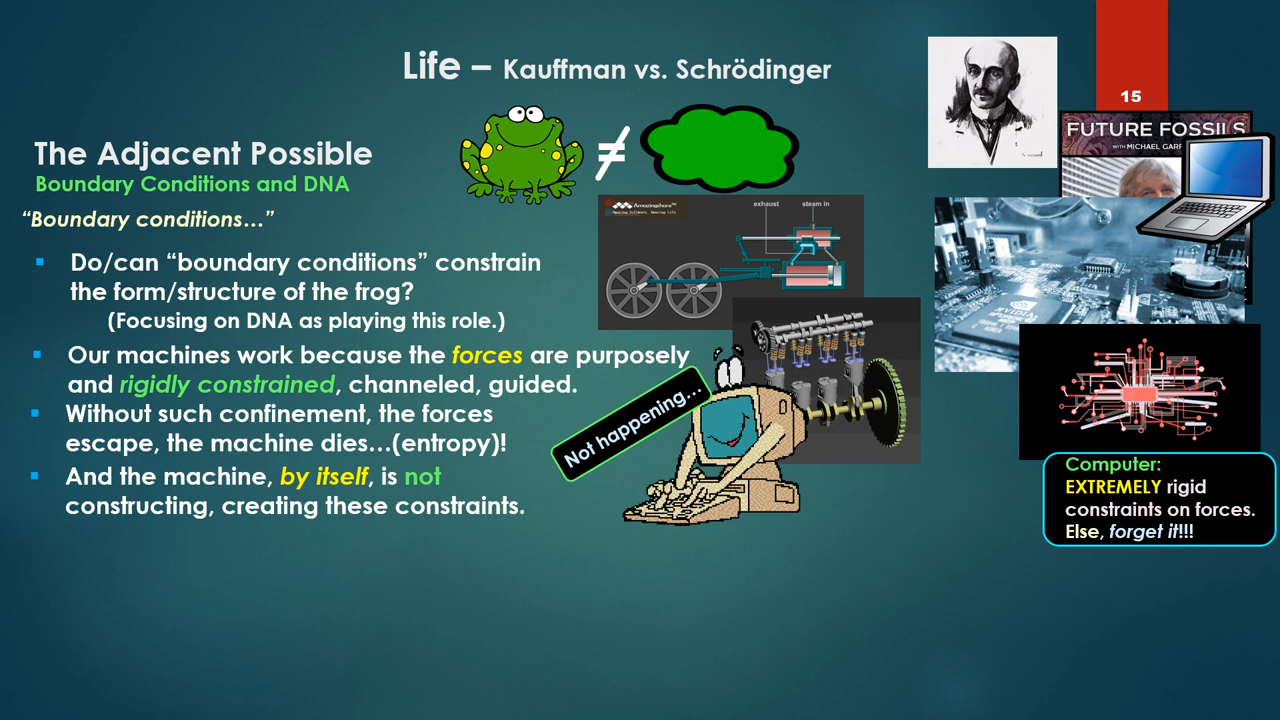 Life – Kauffman vs. Schrödinger
15
The Adjacent Possible
Boundary Conditions and DNA
“Boundary conditions…”
Do/can “boundary conditions” constrain
the form/structure of the frog?
(Focusing on DNA as playing this role.)
Our machines work because the forces are purposely
and rigidly constrained, channeled, guided.
Without such confinement, the forces
escape, the machine dies…(entropy)!
And the machine, by itself, is not
constructing, creating these constraints.
≠
FUTURE FOSSILS
WITH MICHAEL
exhaust
steam in
Not happening…
Computer:
EXTREMELY rigid
constraints on forces.
Else, forget it!!!